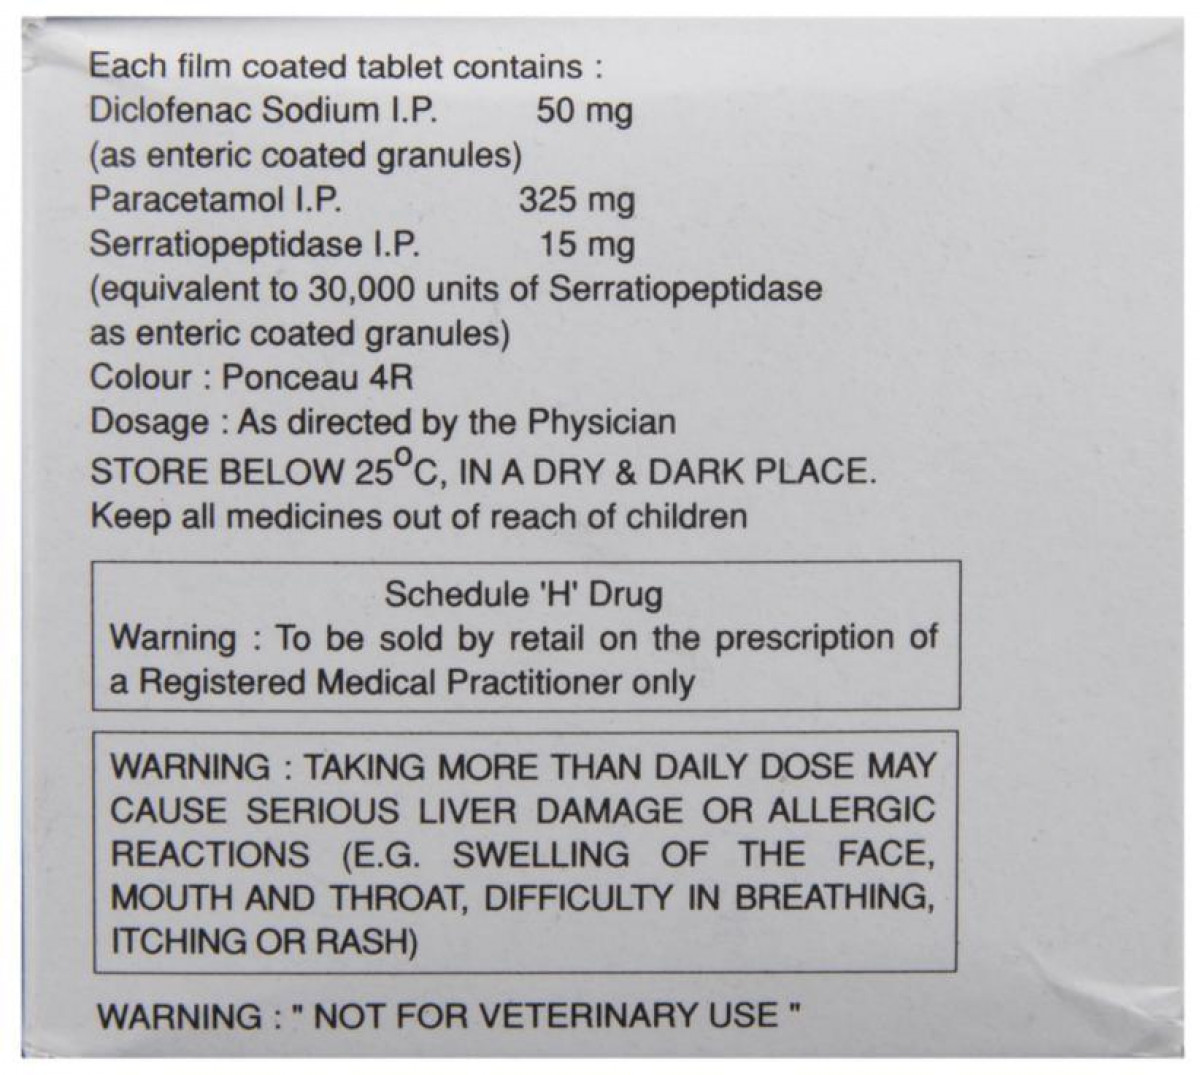 Each film coated tablet contains :
Diclofenac Sodium I.P. 50 mg
(as enteric coated granules)
Paracetamol I.P. 325 mg
Serratiopeptidase I.P. 15 mg
(equivalent to 30,000 units of Serratiopeptidase
as enteric coated granules)
Colour : Ponceau 4R
Dosage : As directed by the Physician
STORE BELOW 25°C, IN A DRY & DARK PLACE.
Keep all medicines out of reach of children
Schedule 'H' Drug
Warning : To be sold by retail on the prescription of
a Registered Medical Practitioner only
WARNING : TAKING MORE THAN DAILY DOSE MAY
CAUSE SERIOUS LIVER DAMAGE OR ALLERGIC
REACTIONS (E.G. SWELLING OF THE FACE,
MOUTH AND THROAT, DIFFICULTY IN BREATHING,
ITCHING OR RASH)
WARNING : " NOT FOR VETERINARY USE "